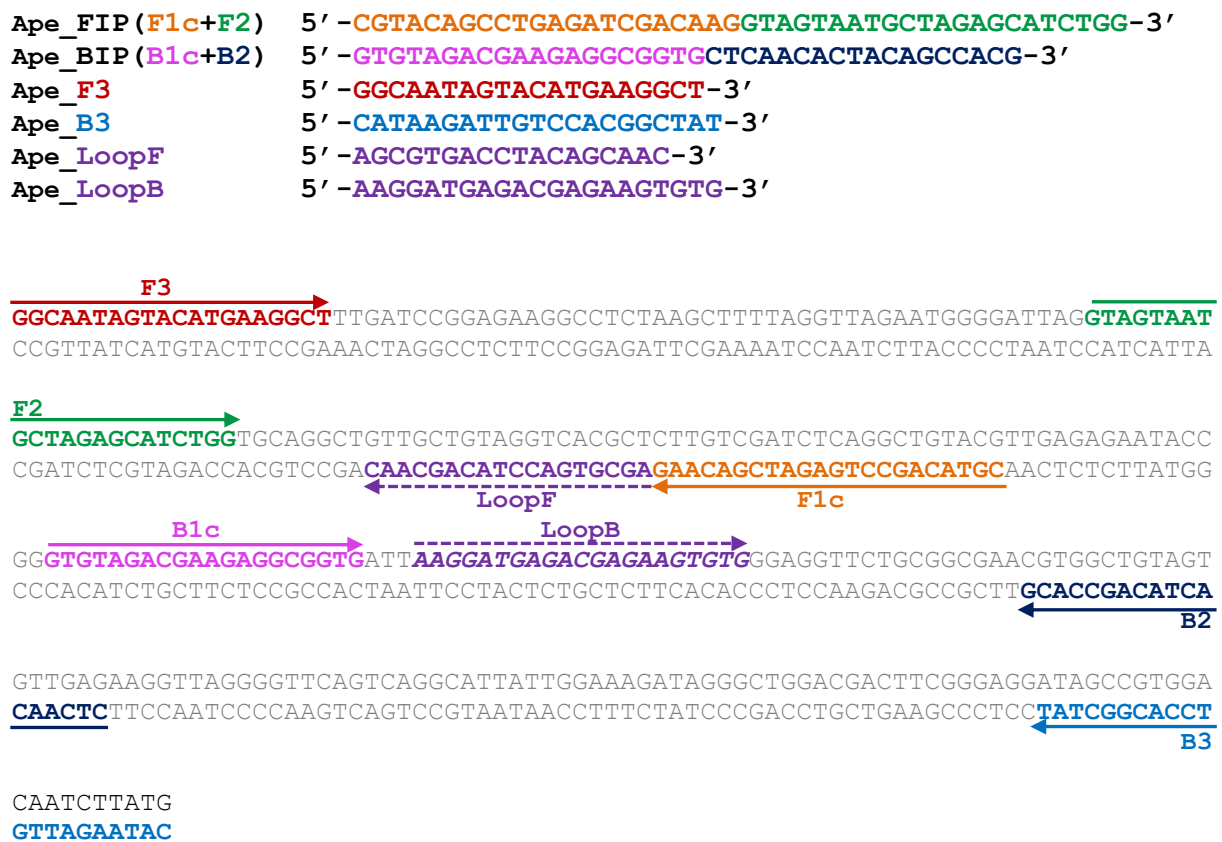 Ape_FIP(F1c+F2) 5’-CGTACAGCCTGAGATCGACAAGGTAGTAATGCTAGAGCATCTGG-3’
Ape_BIP(B1c+B2) 5’-GTGTAGACGAAGAGGCGGTGCTCAACACTACAGCCACG-3’
Ape_F3 5’-GGCAATAGTACATGAAGGCT-3’
Ape_B3 5’-CATAAGATTGTCCACGGCTAT-3’
Ape_LoopF 5’-AGCGTGACCTACAGCAAC-3’
Ape_LoopB 5’-AAGGATGAGACGAGAAGTGTG-3’
F3
GGCAATAGTACATGAAGGCTTTGATCCGGAGAAGGCCTCTAAGCTTTTAGGTTAGAATGGGGATTAGGTAGTAAT
CCGTTATCATGTACTTCCGAAACTAGGCCTCTTCCGGAGATTCGAAAATCCAATCTTACCCCTAATCCATCATTA
F2
GCTAGAGCATCTGGTGCAGGCTGTTGCTGTAGGTCACGCTCTTGTCGATCTCAGGCTGTACGTTGAGAGAATACC
CGATCTCGTAGACCACGTCCGACAACGACATCCAGTGCGAGAACAGCTAGAGTCCGACATGCAACTCTCTTATGG
LoopF F1c
B1c LoopB
GGGTGTAGACGAAGAGGCGGTGATTAAGGATGAGACGAGAAGTGTGGGAGGTTCTGCGGCGAACGTGGCTGTAGT
CCCACATCTGCTTCTCCGCCACTAATTCCTACTCTGCTCTTCACACCCTCCAAGACGCCGCTTGCACCGACATCA
B2
GTTGAGAAGGTTAGGGGTTCAGTCAGGCATTATTGGAAAGATAGGGCTGGACGACTTCGGGAGGATAGCCGTGGA
CAACTCTTCCAATCCCCAAGTCAGTCCGTAATAACCTTTCTATCCCGACCTGCTGAAGCCCTCCTATCGGCACCT
B3
CAATCTTATG
GTTAGAATAC